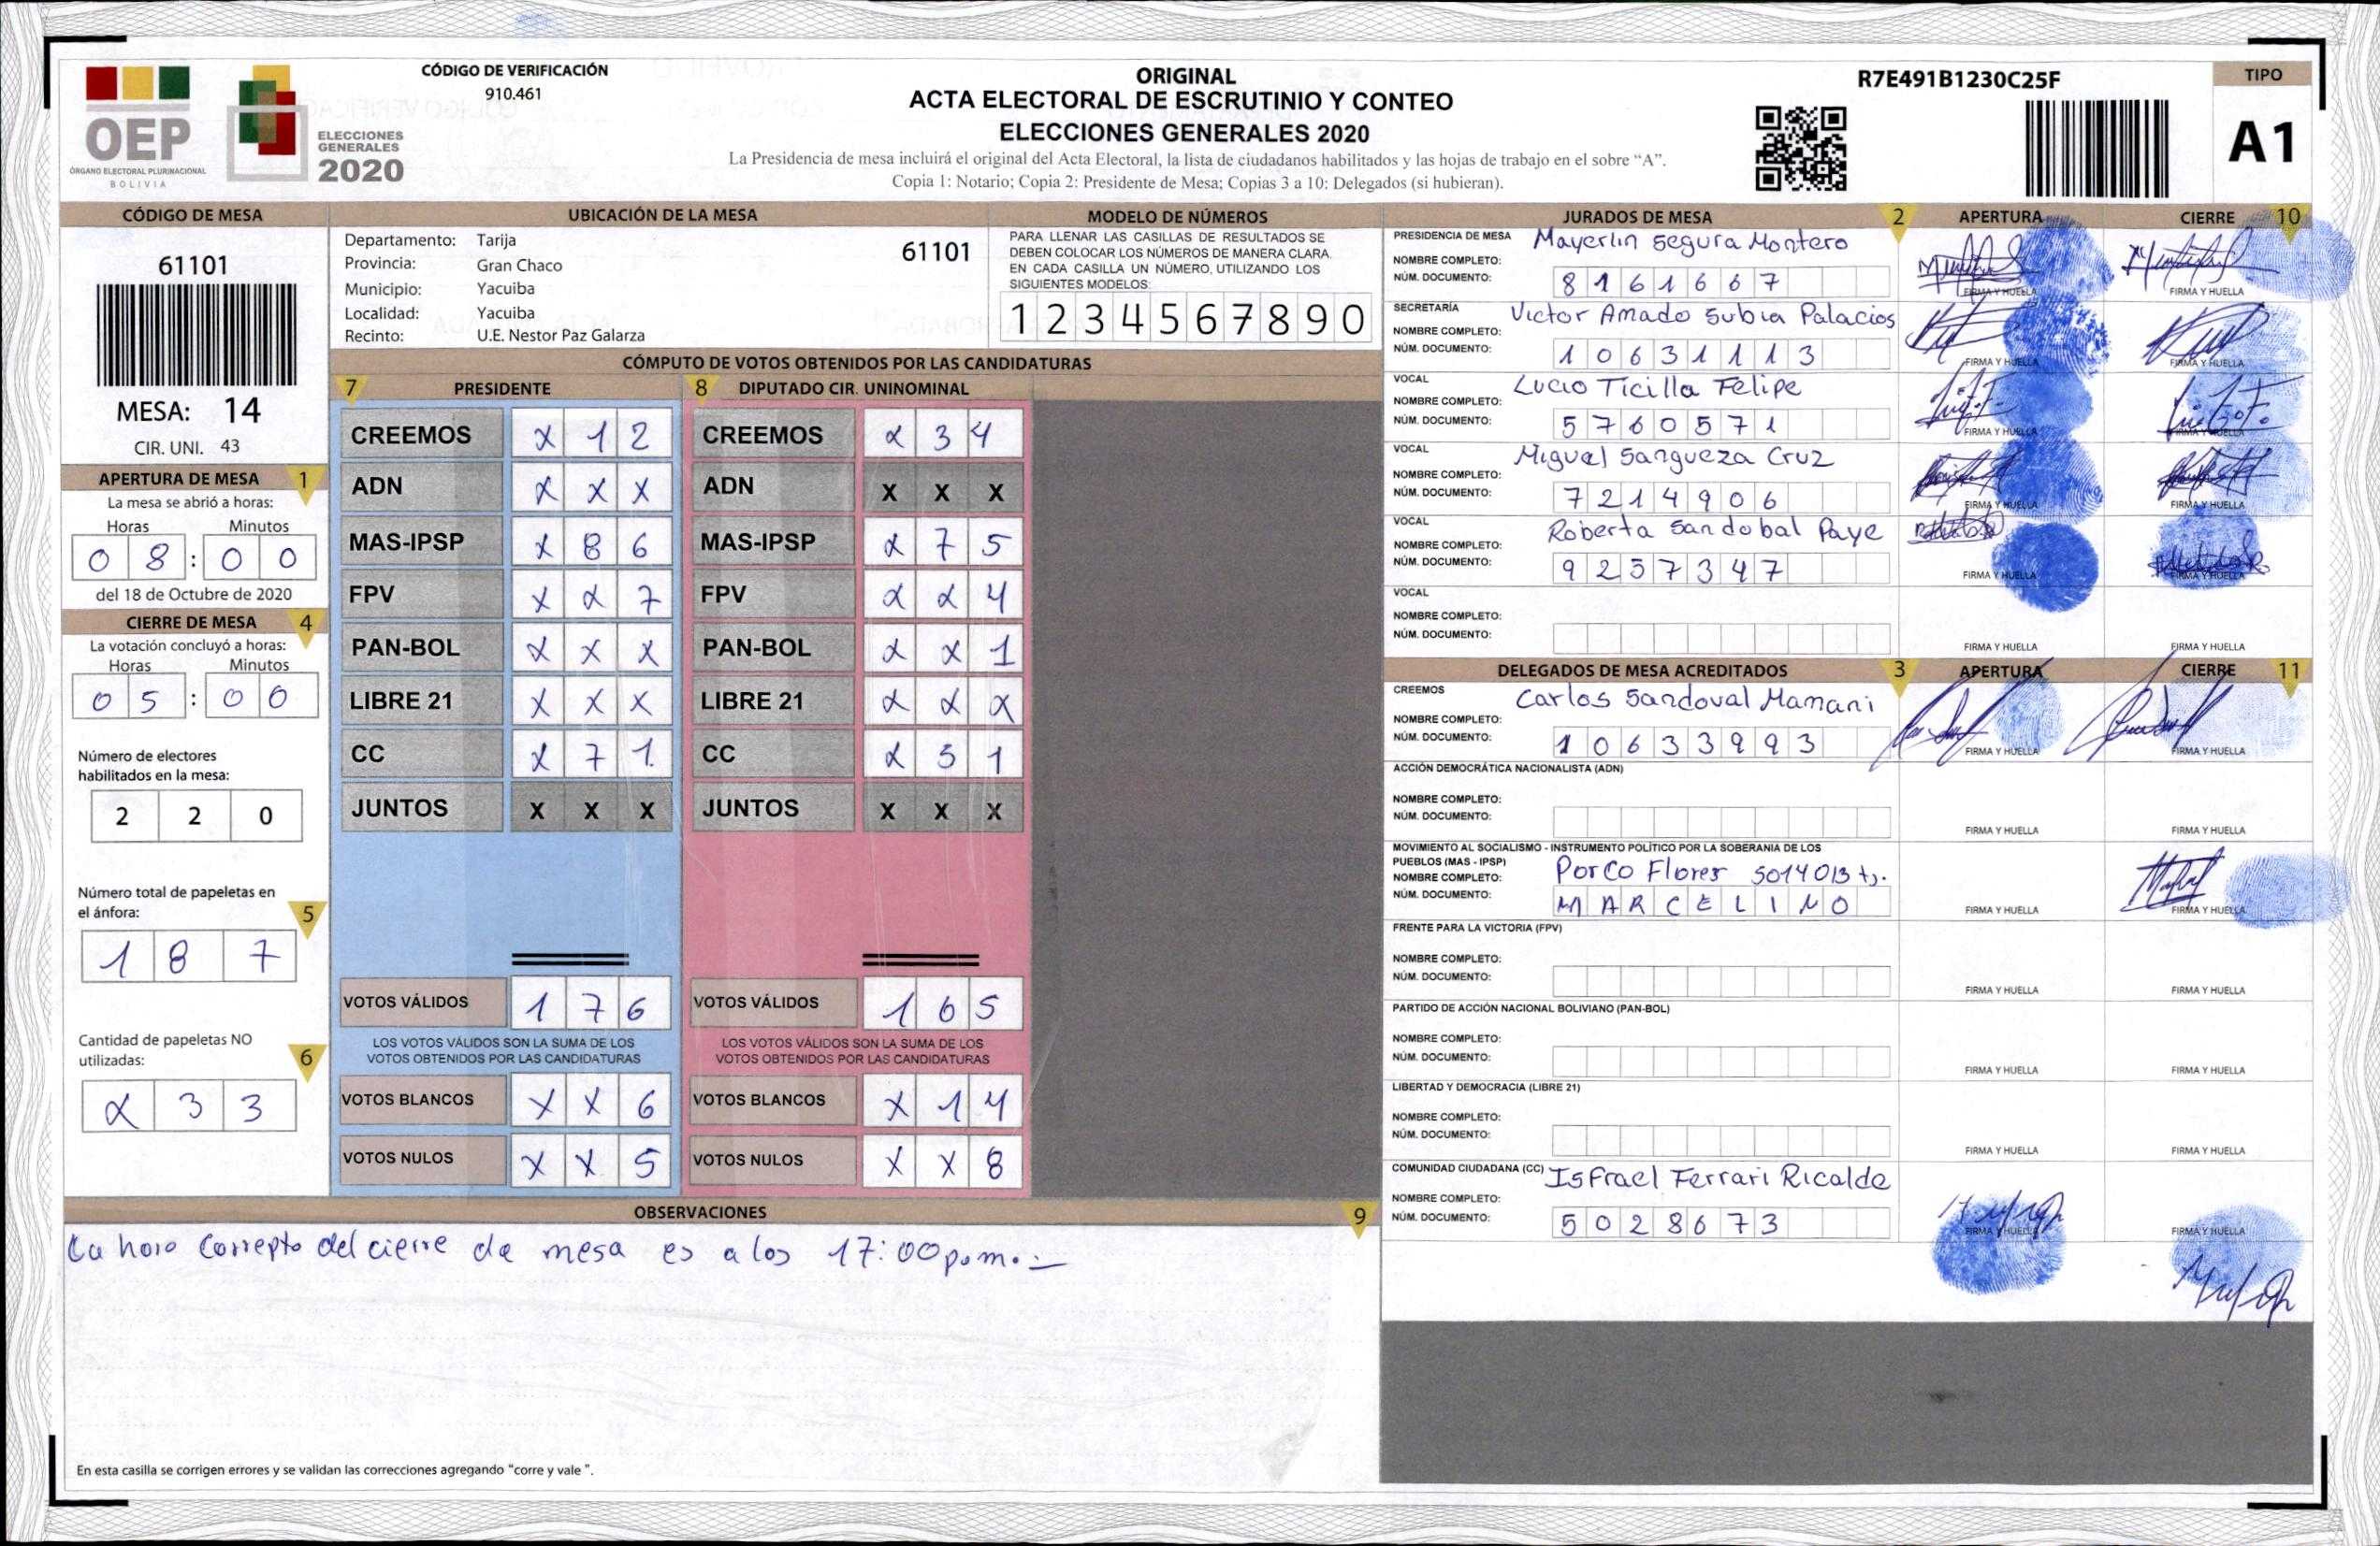 CÓDIGO DE VERIFICACIÓN
910.461
OEP
ÓRGANO ELECTORAL PLURINACIONAL
BOLIVIA
ELECCIONES
GENERALES
2020
ORIGINAL
ACTA ELECTORAL DE ESCRUTINIO Y CONTEO
ELECCIONES GENERALES 2020
La Presidencia de mesa incluirá el original del Acta Electoral, la lista de ciudadanos habilitados y las hojas de trabajo en el sobre “A”.
Copia 1: Notario; Copia 2: Presidente de Mesa; Copias 3 a 10: Delegados (si hubieran).
R7E491B1230C25F
TIPO
A1
CÓDIGO DE MESA
61101
MESA: 14
CIR. UNI. 43
APERTURA DE MESA 1
La mesa se abrió a horas:
Horas Minutos
0 8 : 0 0
del 18 de Octubre de 2020
CIERRE DE MESA 4
La votación concluyó a horas:
Horas Minutos
0 5 : 0 0
Número de electores
habilitados en la mesa:
2 2 0
Número total de papeletas en
el ánfora:
5
1 8 7
Cantidad de papeletas NO
utilizadas:
6
X 3 3
UBICACIÓN DE LA MESA
Departamento: Tarija
61101
Provincia: Gran Chaco
Municipio: Yacuiba
Localidad: Yacuiba
Recinto: U.E. Nestor Paz Galarza
MODELO DE NÚMEROS
PARA LLENAR LAS CASILLAS DE RESULTADOS SE
DEBEN COLOCAR LOS NÚMEROS DE MANERA CLARA.
EN CADA CASILLA UN NÚMERO, UTILIZANDO LOS
SIGUIENTES MODELOS:
1 2 3 4 5 6 7 8 9 0
CÓMPUTO DE VOTOS OBTENIDOS POR LAS CANDIDATURAS
7 PRESIDENTE
CREEMOS X 1 2
ADN X X X
MAS-IPSP X 8 6
FPV X X 7
PAN-BOL X X X
LIBRE 21 X X X
CC X 7 1
JUNTOS X X X
VOTOS VÁLIDOS 1 7 6
LOS VOTOS VÁLIDOS SON LA SUMA DE LOS
VOTOS OBTENIDOS POR LAS CANDIDATURAS
VOTOS BLANCOS X X 6
VOTOS NULOS X X 5
8 DIPUTADO CIR. UNINOMINAL
CREEMOS X 3 4
ADN X X X
MAS-IPSP X 7 5
FPV X X 4
PAN-BOL X X 1
LIBRE 21 X X X
CC X 5 1
JUNTOS X X X
VOTOS VÁLIDOS 1 6 5
LOS VOTOS VÁLIDOS SON LA SUMA DE LOS
VOTOS OBTENIDOS POR LAS CANDIDATURAS
VOTOS BLANCOS X 1 4
VOTOS NULOS X X 8
OBSERVACIONES 9
La hora Correpto del cierre de mesa es a las 17:00 p.m.
En esta casilla se corrigen errores y se validan las correcciones agregando “corre y vale ”.
JURADOS DE MESA 2 APERTURA CIERRE 10
PRESIDENCIA DE MESA Mayerlin Segura Montero
NOMBRE COMPLETO:
NÚM. DOCUMENTO: 8 1 6 1 6 6 7
FIRMA Y HUELLA FIRMA Y HUELLA
SECRETARÍA Victor Amado Subia Palacios
NOMBRE COMPLETO:
NÚM. DOCUMENTO: 1 0 6 3 1 1 1 3
FIRMA Y HUELLA FIRMA Y HUELLA
VOCAL Lucio Ticilla Felipe
NOMBRE COMPLETO:
NÚM. DOCUMENTO: 5 7 6 0 5 7 1
FIRMA Y HUELLA FIRMA Y HUELLA
VOCAL Miguel Sangueza Cruz
NOMBRE COMPLETO:
NÚM. DOCUMENTO: 7 2 1 4 9 0 6
FIRMA Y HUELLA FIRMA Y HUELLA
VOCAL Roberta Sandobal Paye
NOMBRE COMPLETO:
NÚM. DOCUMENTO: 9 2 5 7 3 4 7
FIRMA Y HUELLA FIRMA Y HUELLA
VOCAL
NOMBRE COMPLETO:
NÚM. DOCUMENTO:
FIRMA Y HUELLA FIRMA Y HUELLA
DELEGADOS DE MESA ACREDITADOS 3 APERTURA CIERRE 11
CREEMOS Carlos Sandoval Mamani
NOMBRE COMPLETO:
NÚM. DOCUMENTO: 1 0 6 3 3 9 9 3
FIRMA Y HUELLA FIRMA Y HUELLA
ACCIÓN DEMOCRÁTICA NACIONALISTA (ADN)
NOMBRE COMPLETO:
NÚM. DOCUMENTO:
FIRMA Y HUELLA FIRMA Y HUELLA
MOVIMIENTO AL SOCIALISMO - INSTRUMENTO POLÍTICO POR LA SOBERANIA DE LOS
PUEBLOS (MAS - IPSP) Porco Flores 5014013 tj.
NOMBRE COMPLETO:
NÚM. DOCUMENTO: M A R C E L I N O
FIRMA Y HUELLA FIRMA Y HUELLA
FRENTE PARA LA VICTORIA (FPV)
NOMBRE COMPLETO:
NÚM. DOCUMENTO:
FIRMA Y HUELLA FIRMA Y HUELLA
PARTIDO DE ACCIÓN NACIONAL BOLIVIANO (PAN-BOL)
NOMBRE COMPLETO:
NÚM. DOCUMENTO:
FIRMA Y HUELLA FIRMA Y HUELLA
LIBERTAD Y DEMOCRACIA (LIBRE 21)
NOMBRE COMPLETO:
NÚM. DOCUMENTO:
FIRMA Y HUELLA FIRMA Y HUELLA
COMUNIDAD CIUDADANA (CC) Isfrael Ferrari Ricalde
NOMBRE COMPLETO:
NÚM. DOCUMENTO: 5 0 2 8 6 7 3
FIRMA Y HUELLA FIRMA Y HUELLA